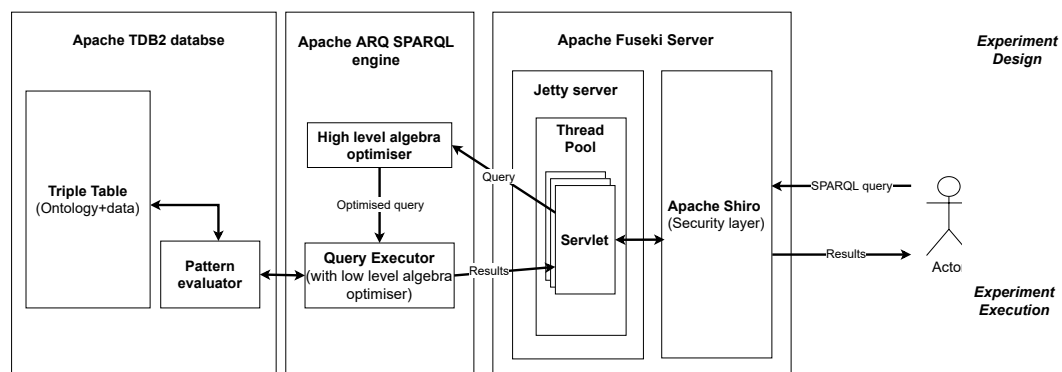 Apache TDB2 databse
Apache ARQ SPARQL
engine
Apache Fuseki Server
Experiment
Design
Jetty server
Thread
Pool
High level algebra
optimiser
Query
Triple Table
(Ontology+data)
Optimised query
Servlet
Apache Shiro
(Security layer)
SPARQL query
Pattern
evaluator
Query Executor
(with low level algebra
optimiser)
Results
Results
Actor
Experiment
Execution